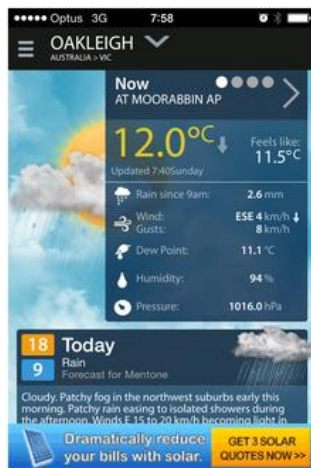 Optus 3G 7:58
OAKLEIGH
AUSTRALIA > VIC
Now
AT MOORABBIN AP
12.0°C
Feels like:
11.5°C
Updated 7:40Sunday
Rain since 9am: 2.6 mm
Wind: ESE 4 km/h
Gusts: 8 km/h
Dew Point: 11.1 °C
Humidity: 94 %
Pressure: 1016.0 hPa
18 Today
9 Rain
Forecast for Mentone
Cloudy. Patchy fog in the northwest suburbs early this
morning. Patchy rain easing to isolated showers during
the afternoon. Winds E 15 to 20 km/h becoming light in
Dramatically reduce
your bills with solar.
GET 3 SOLAR
QUOTES NOW >>